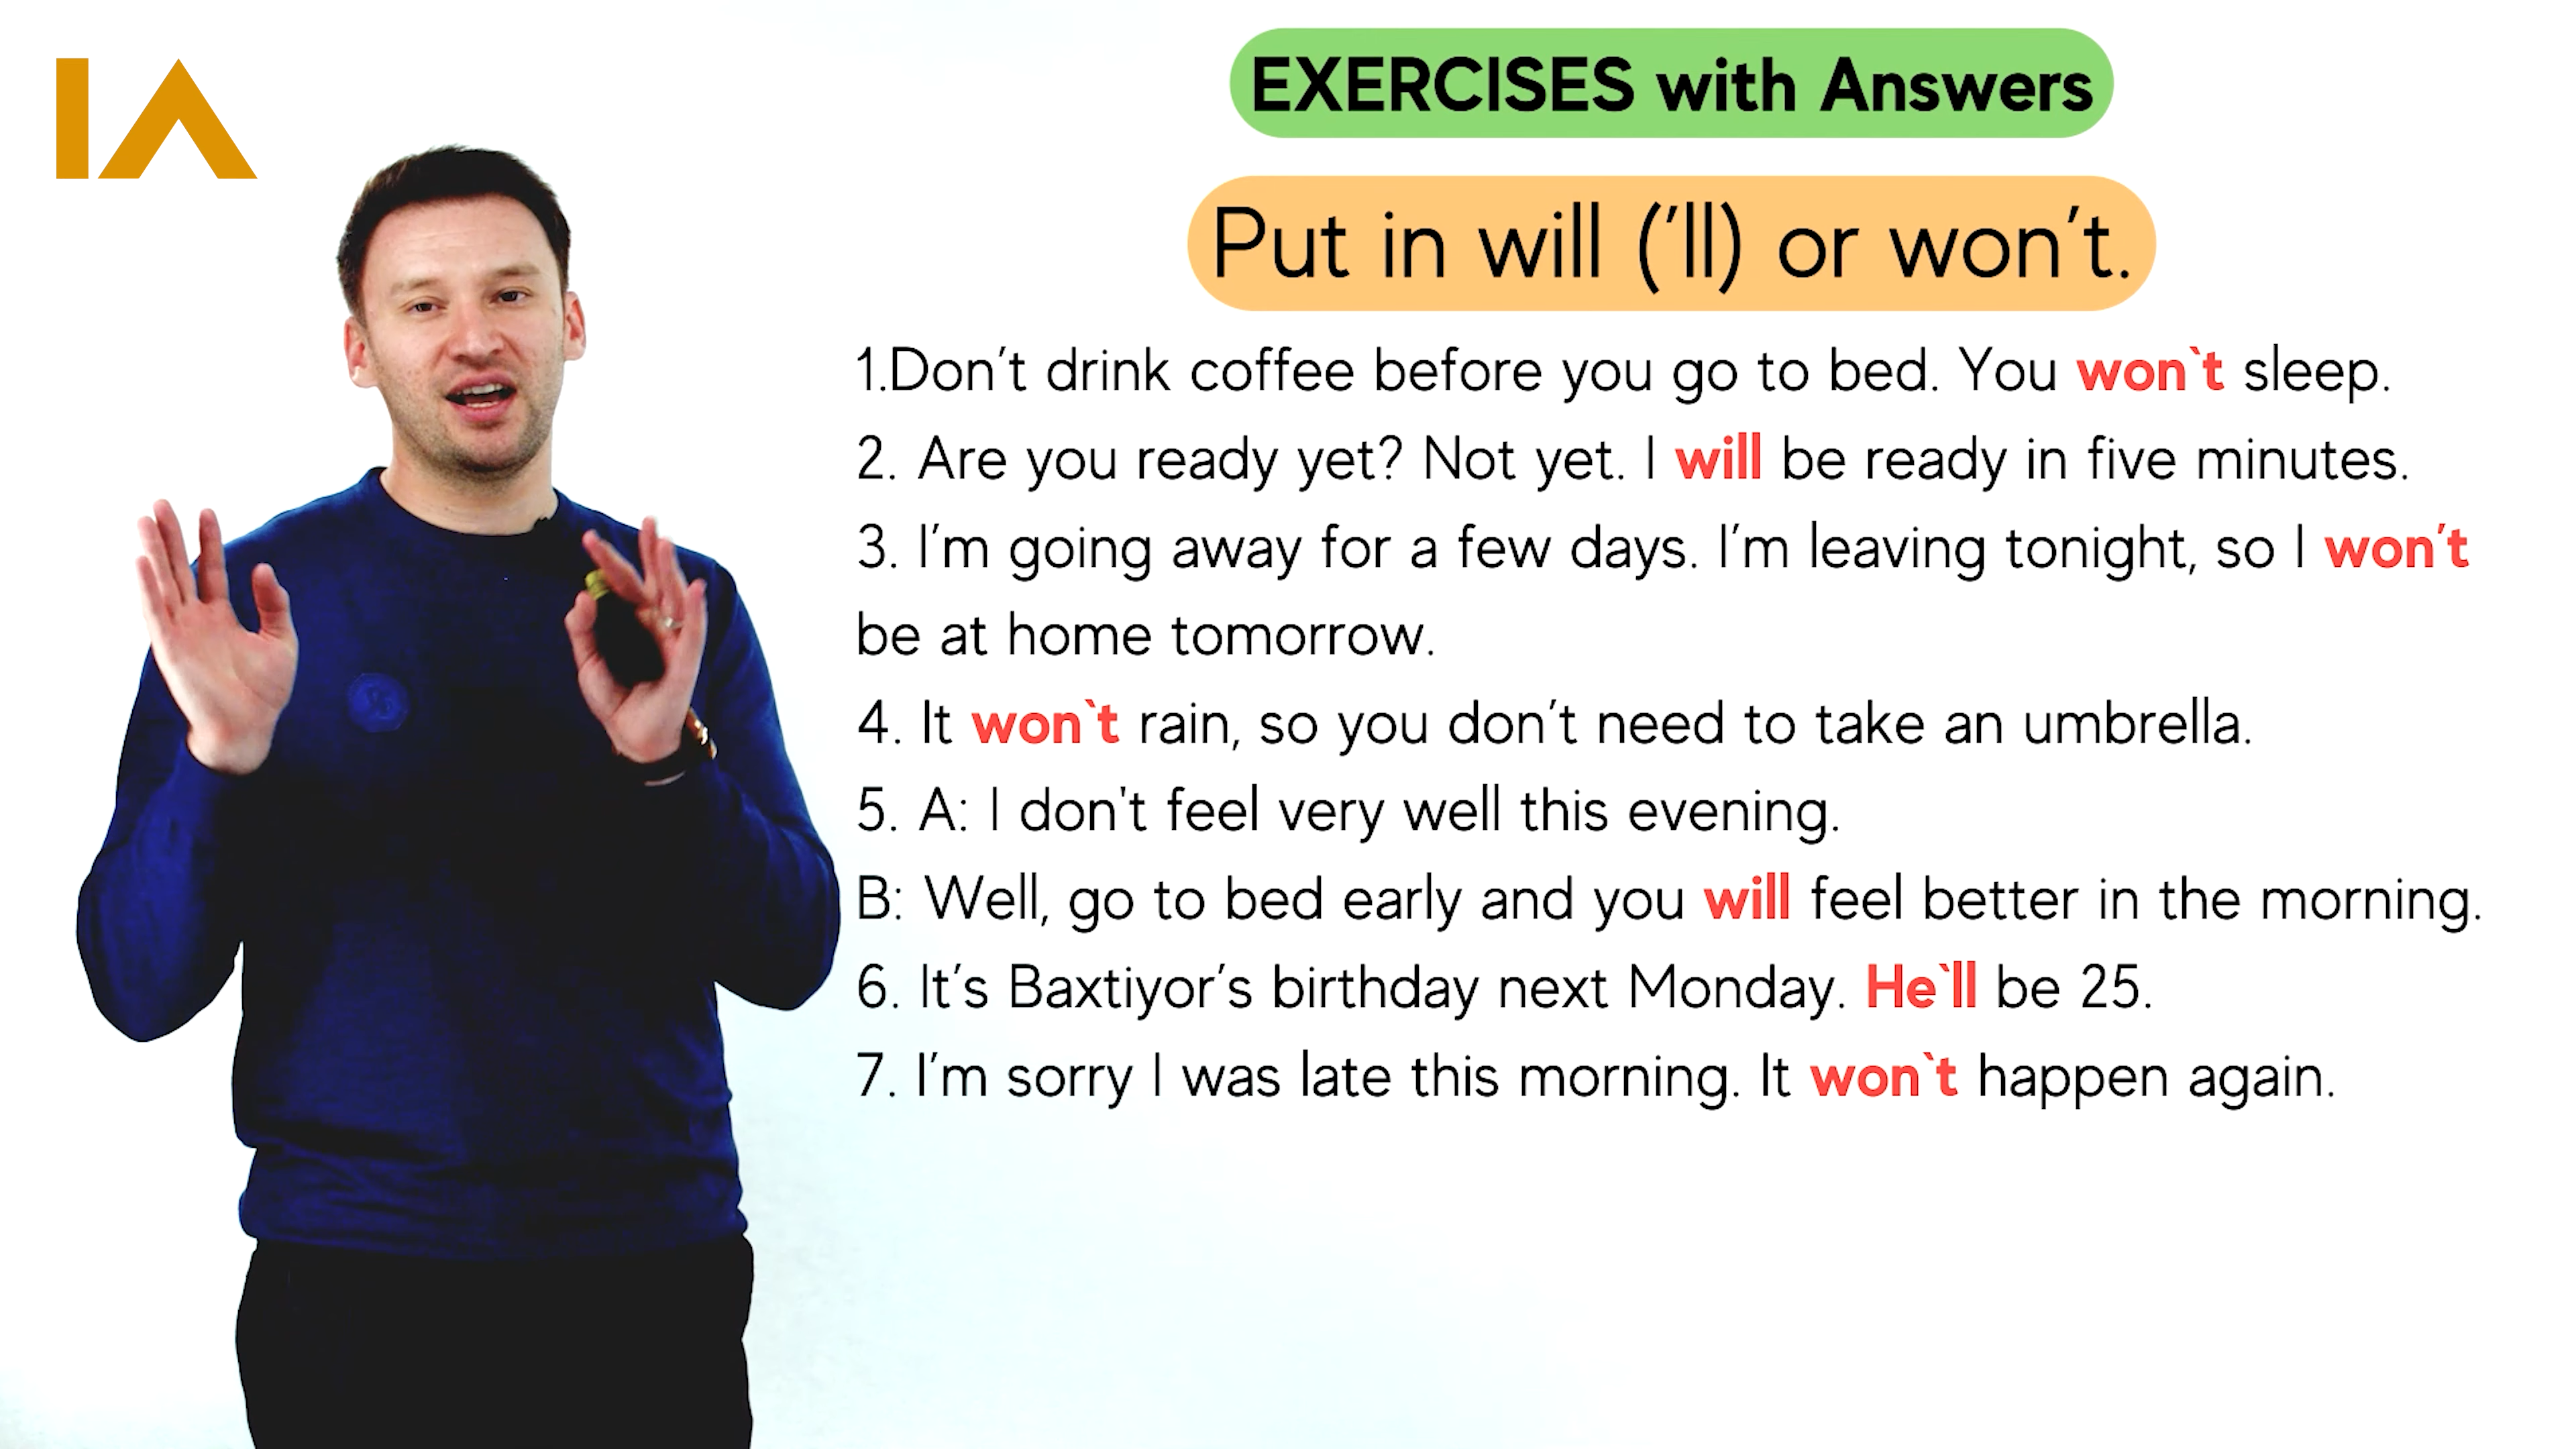 IA
EXERCISES with Answers
Put in will (’ll) or won’t.
1.Don’t drink coffee before you go to bed. You won`t sleep.
2. Are you ready yet? Not yet. I will be ready in five minutes.
3. I’m going away for a few days. I’m leaving tonight, so I won’t
be at home tomorrow.
4. It won`t rain, so you don’t need to take an umbrella.
5. A: I don't feel very well this evening.
B: Well, go to bed early and you will feel better in the morning.
6. It’s Baxtiyor’s birthday next Monday. He`ll be 25.
7. I’m sorry I was late this morning. It won`t happen again.